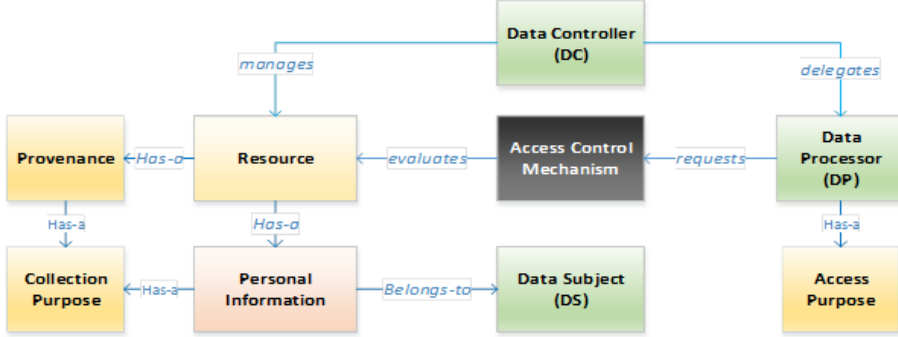 Data Controller
(DC)
manages
delegates
Provenance
Has-a
Resource
evaluates
Access Control
Mechanism
requests
Data
Processor
(DP)
Has-a
Has-a
Has-a
Collection
Purpose
Has-a
Personal
Information
Belongs-to
Data Subject
(DS)
Access
Purpose